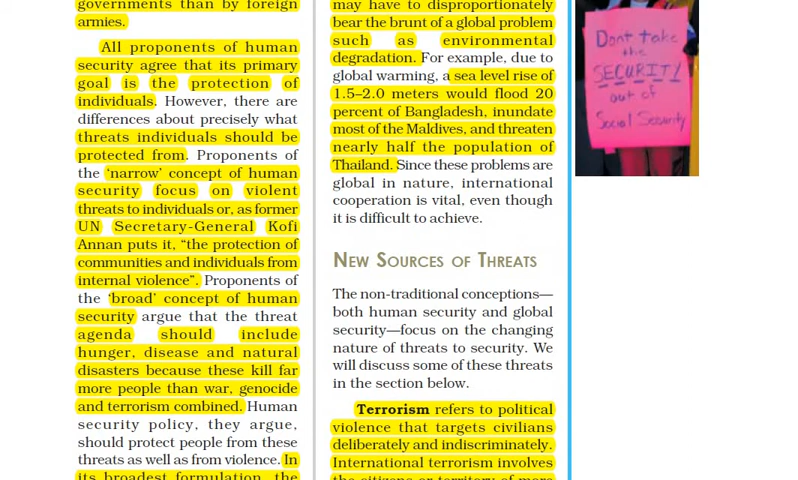 governments than by foreign
armies.
All proponents of human
security agree that its primary
goal is the protection of
individuals. However, there are
differences about precisely what
threats individuals should be
protected from. Proponents of
the ‘narrow’ concept of human
security focus on violent
threats to individuals or, as former
UN Secretary-General Kofi
Annan puts it, “the protection of
communities and individuals from
internal violence”. Proponents of
the ‘broad’ concept of human
security argue that the threat
agenda should include
hunger, disease and natural
disasters because these kill far
more people than war, genocide
and terrorism combined. Human
security policy, they argue,
should protect people from these
threats as well as from violence. In
its broadest formulation, the
may have to disproportionately
bear the brunt of a global problem
such as environmental
degradation. For example, due to
global warming, a sea level rise of
1.5–2.0 meters would flood 20
percent of Bangladesh, inundate
most of the Maldives, and threaten
nearly half the population of
Thailand. Since these problems are
global in nature, international
cooperation is vital, even though
it is difficult to achieve.
NEW SOURCES OF THREATS
The non-traditional conceptions—
both human security and global
security—focus on the changing
nature of threats to security. We
will discuss some of these threats
in the section below.
Terrorism refers to political
violence that targets civilians
deliberately and indiscriminately.
International terrorism involves
the citizens or territory of more
Dont take
the
SECURITY
out of
Social Security